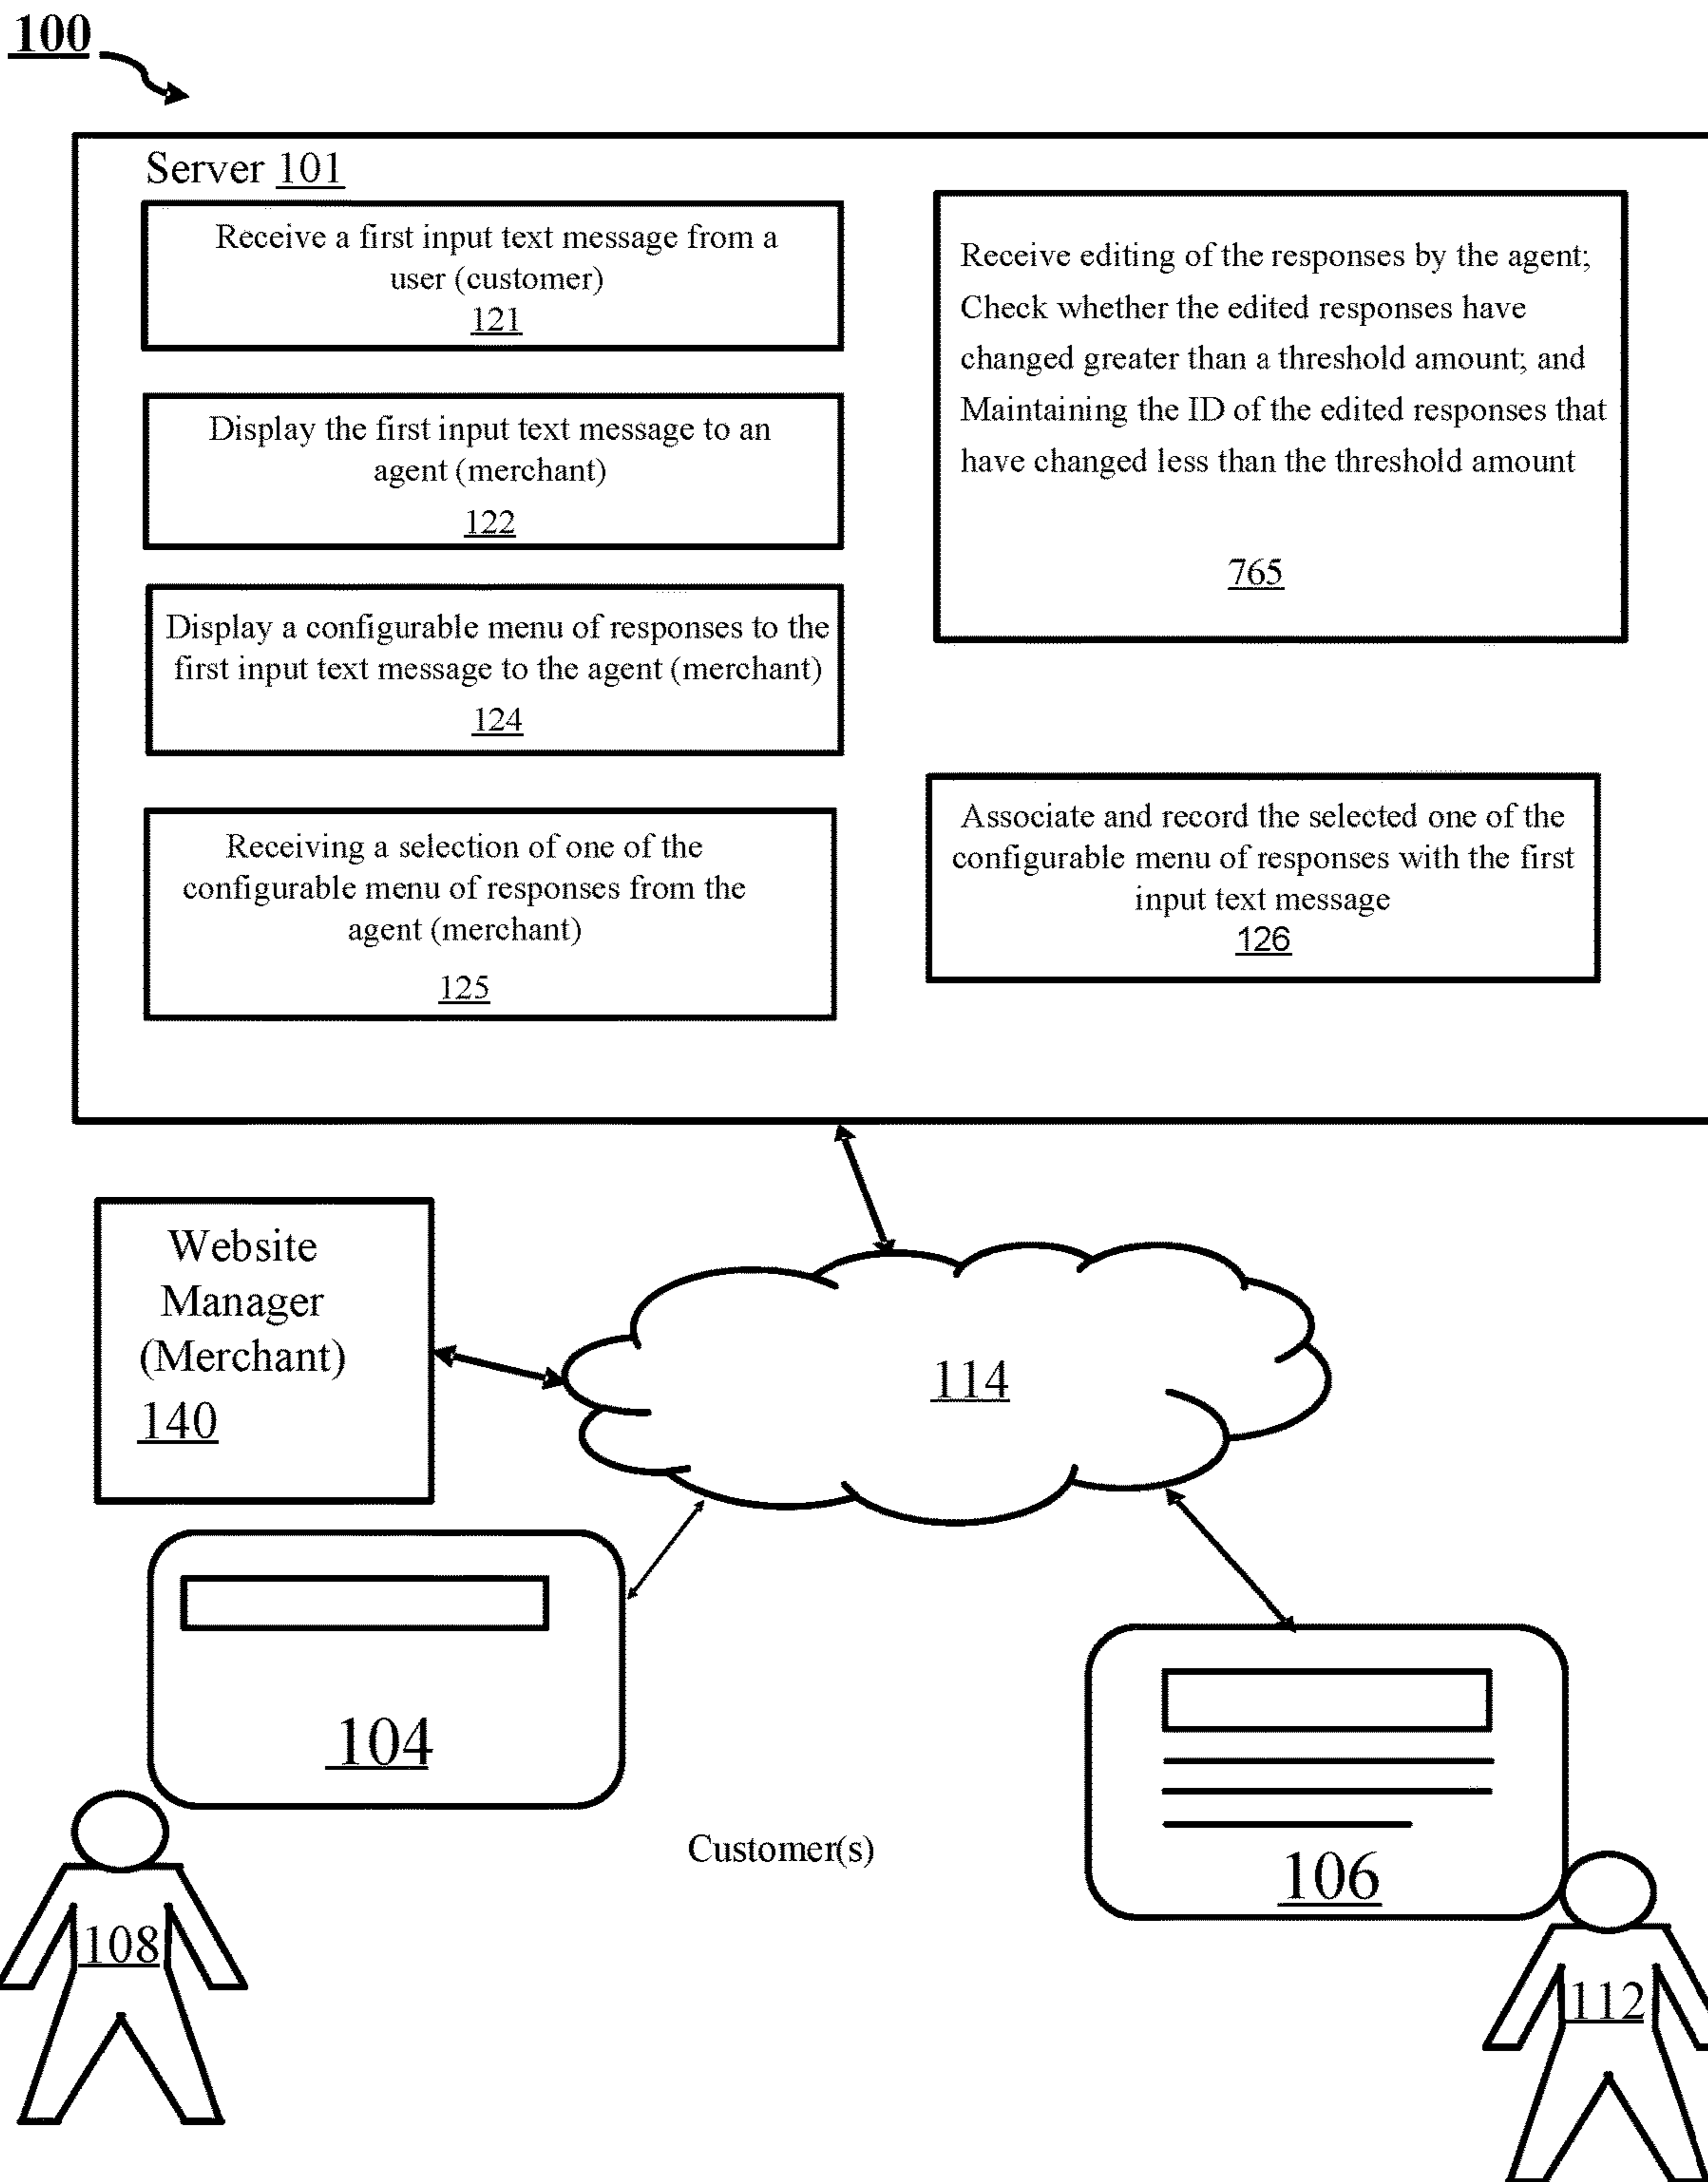 100
Server 101
Receive a first input text message from a
user (customer)
121
Display the first input text message to an
agent (merchant)
122
Display a configurable menu of responses to the
first input text message to the agent (merchant)
124
Receiving a selection of one of the
configurable menu of responses from the
agent (merchant)
125
Receive editing of the responses by the agent;
Check whether the edited responses have
changed greater than a threshold amount; and
Maintaining the ID of the edited responses that
have changed less than the threshold amount
765
Associate and record the selected one of the
configurable menu of responses with the first
input text message
126
Website
Manager
(Merchant)
140
114
104
106
Customer(s)
108
112